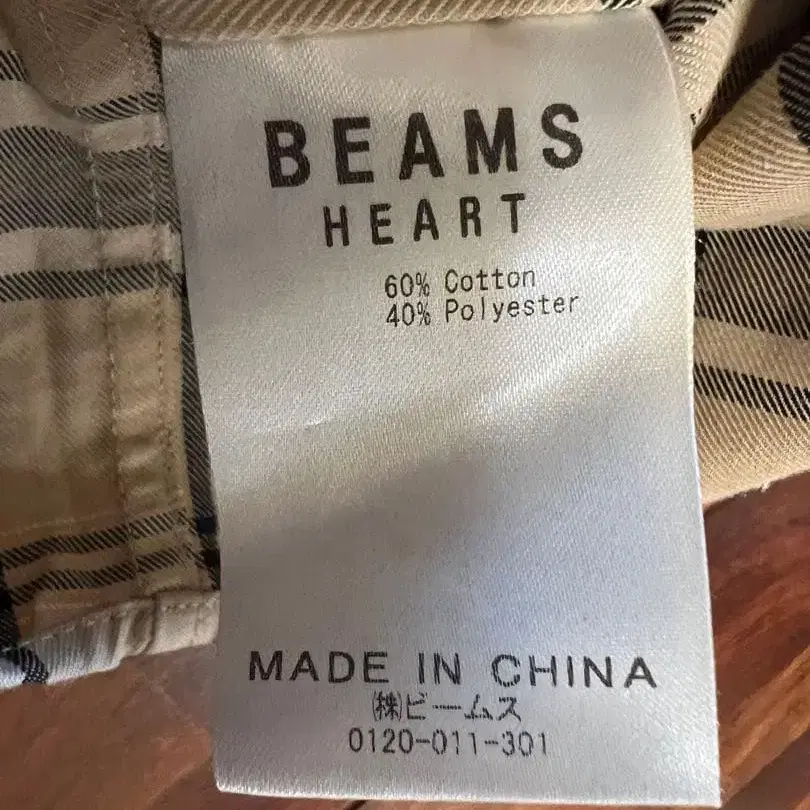 BEAMS
HEART
60% Cotton
40% Polyester
MADE IN CHINA
㈱ビームス
0120-011-301